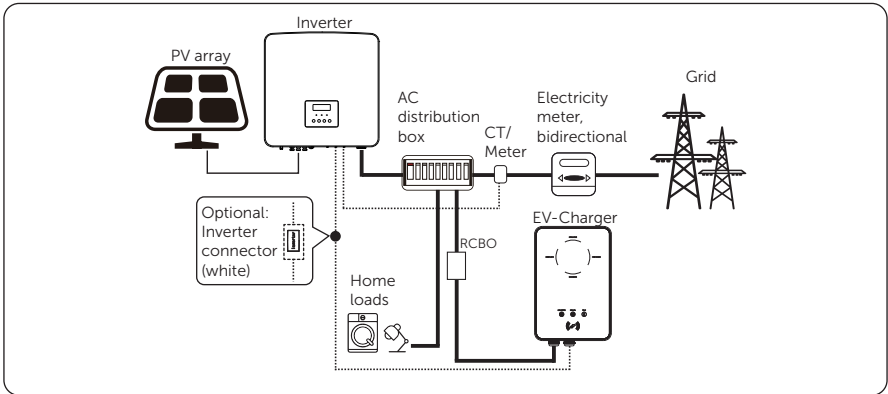 Inverter
PV array
Grid
AC
distribution
box
Electricity
meter,
bidirectional
CT/
Meter
EV-Charger
Optional:
Inverter
connector
(white)
Inverter
RCBO
Home
loads